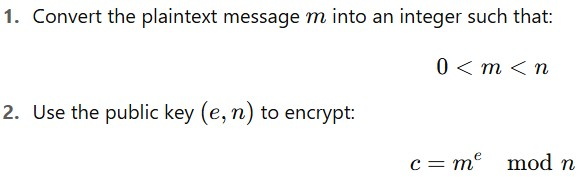 1. Convert the plaintext message m into an integer such that:
0 < m < n
2. Use the public key (e, n) to encrypt:
c = mᵉ mod n